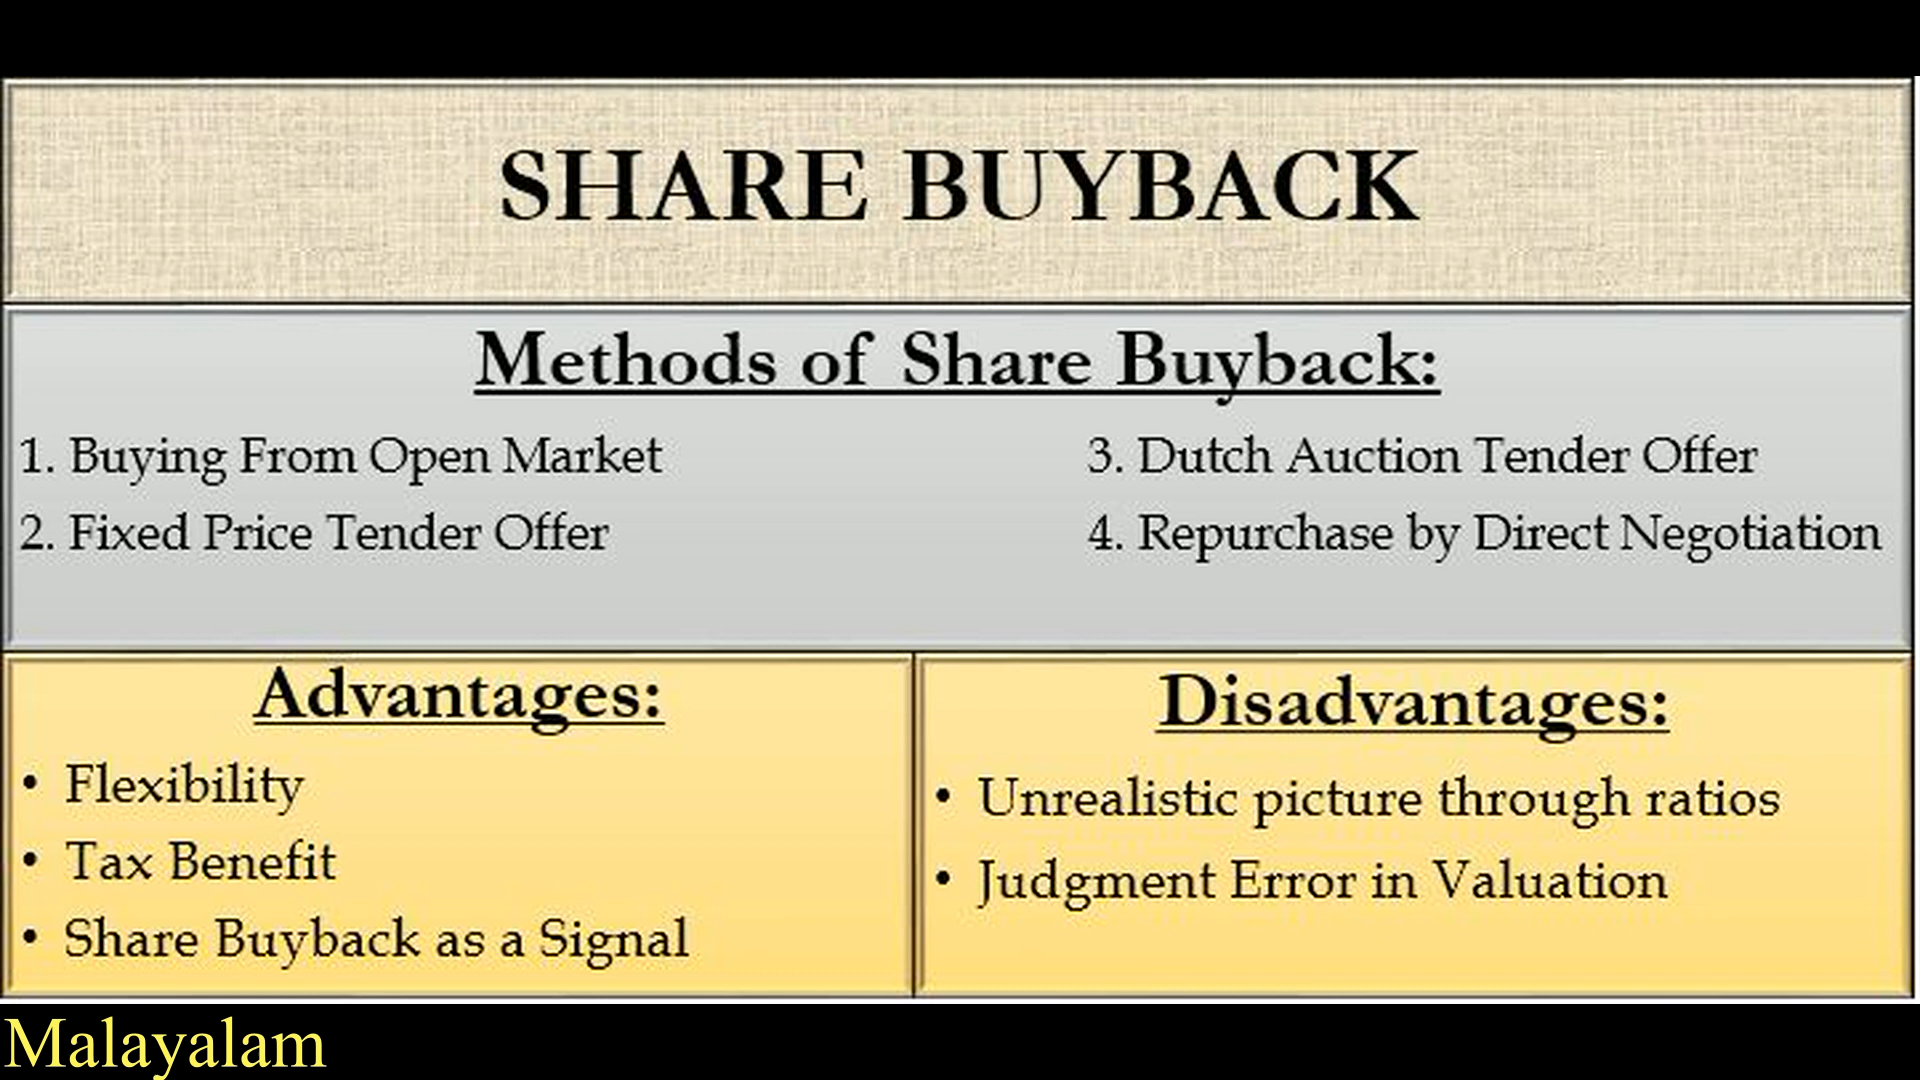 SHARE BUYBACK
Methods of Share Buyback:
1. Buying From Open Market
2. Fixed Price Tender Offer
3. Dutch Auction Tender Offer
4. Repurchase by Direct Negotiation
Advantages:
• Flexibility
• Tax Benefit
• Share Buyback as a Signal
Disadvantages:
• Unrealistic picture through ratios
• Judgment Error in Valuation
Malayalam